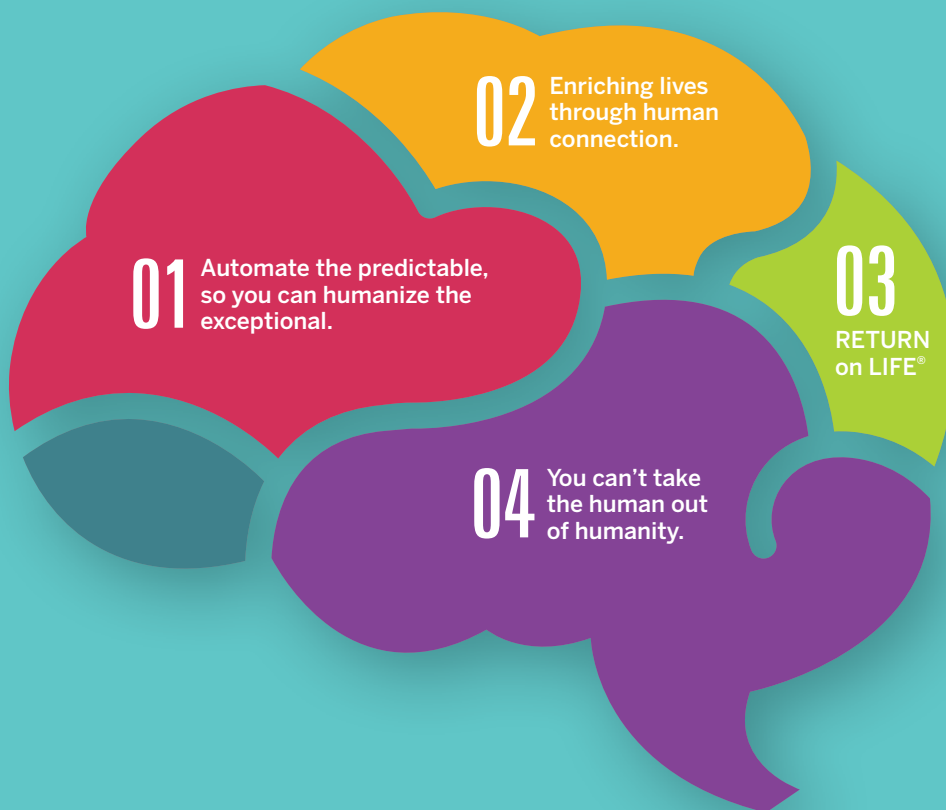 01
Automate the predictable,
so you can humanize the
exceptional.
02
Enriching lives
through human
connection.
03
RETURN
on LIFE®
04
You can’t take
the human out
of humanity.